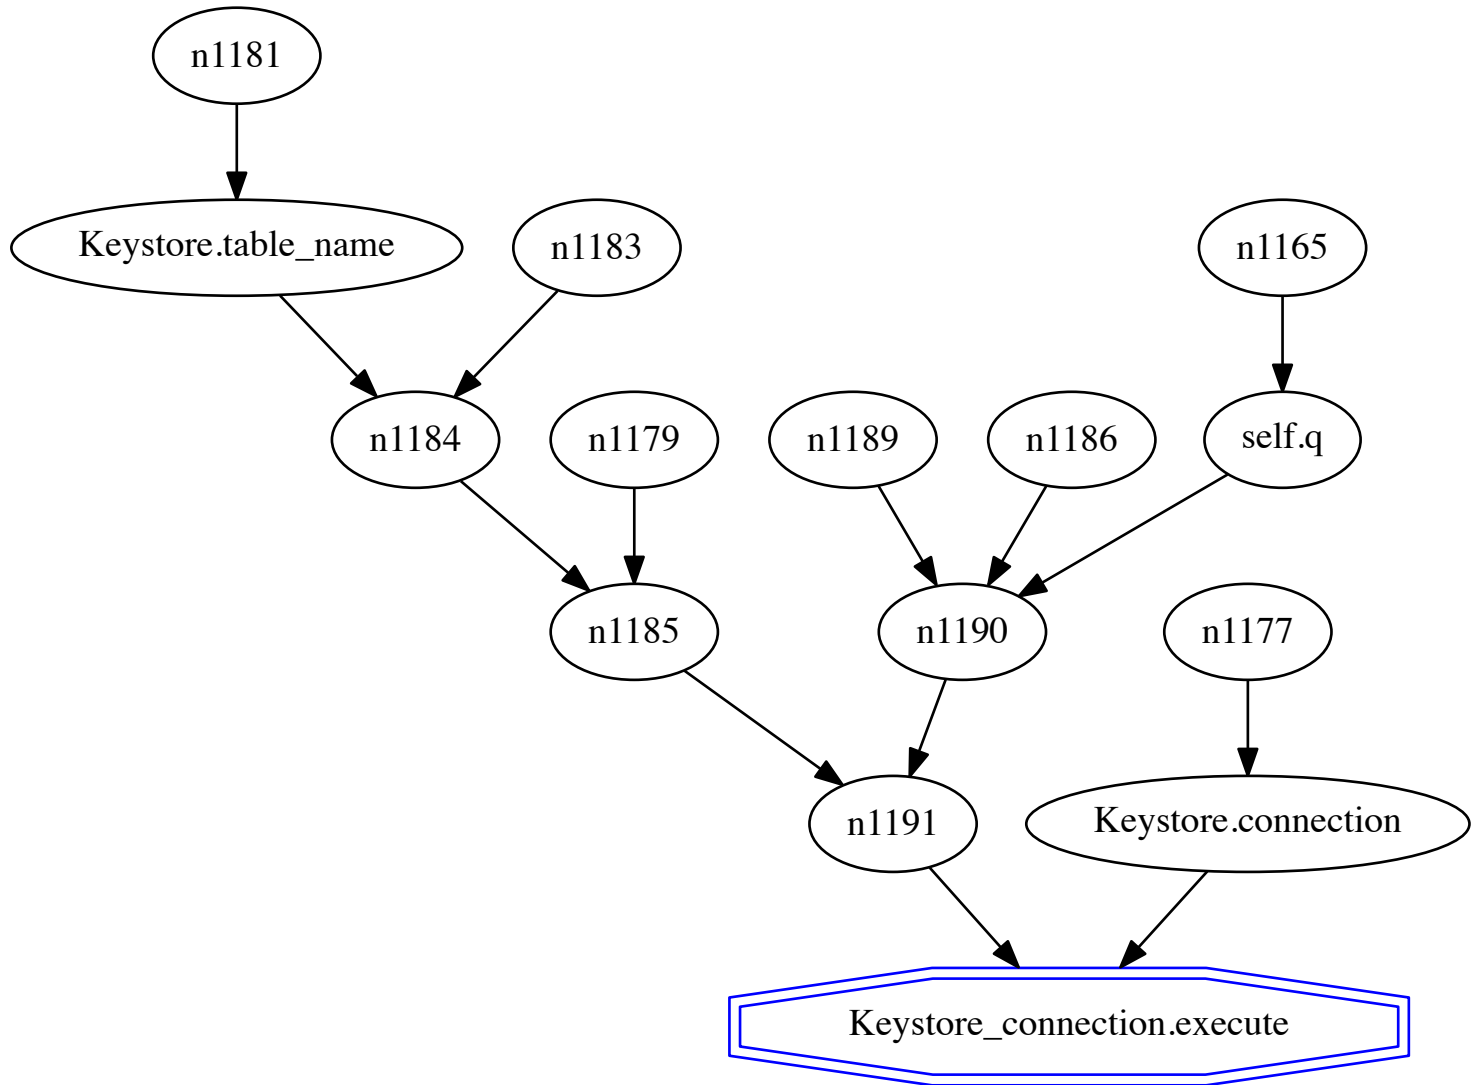 n1181
Keystore.table_name
n1183
n1165
n1184
n1179
n1189
n1186
self.q
n1185
n1190
n1177
n1191
Keystore.connection
Keystore_connection.execute